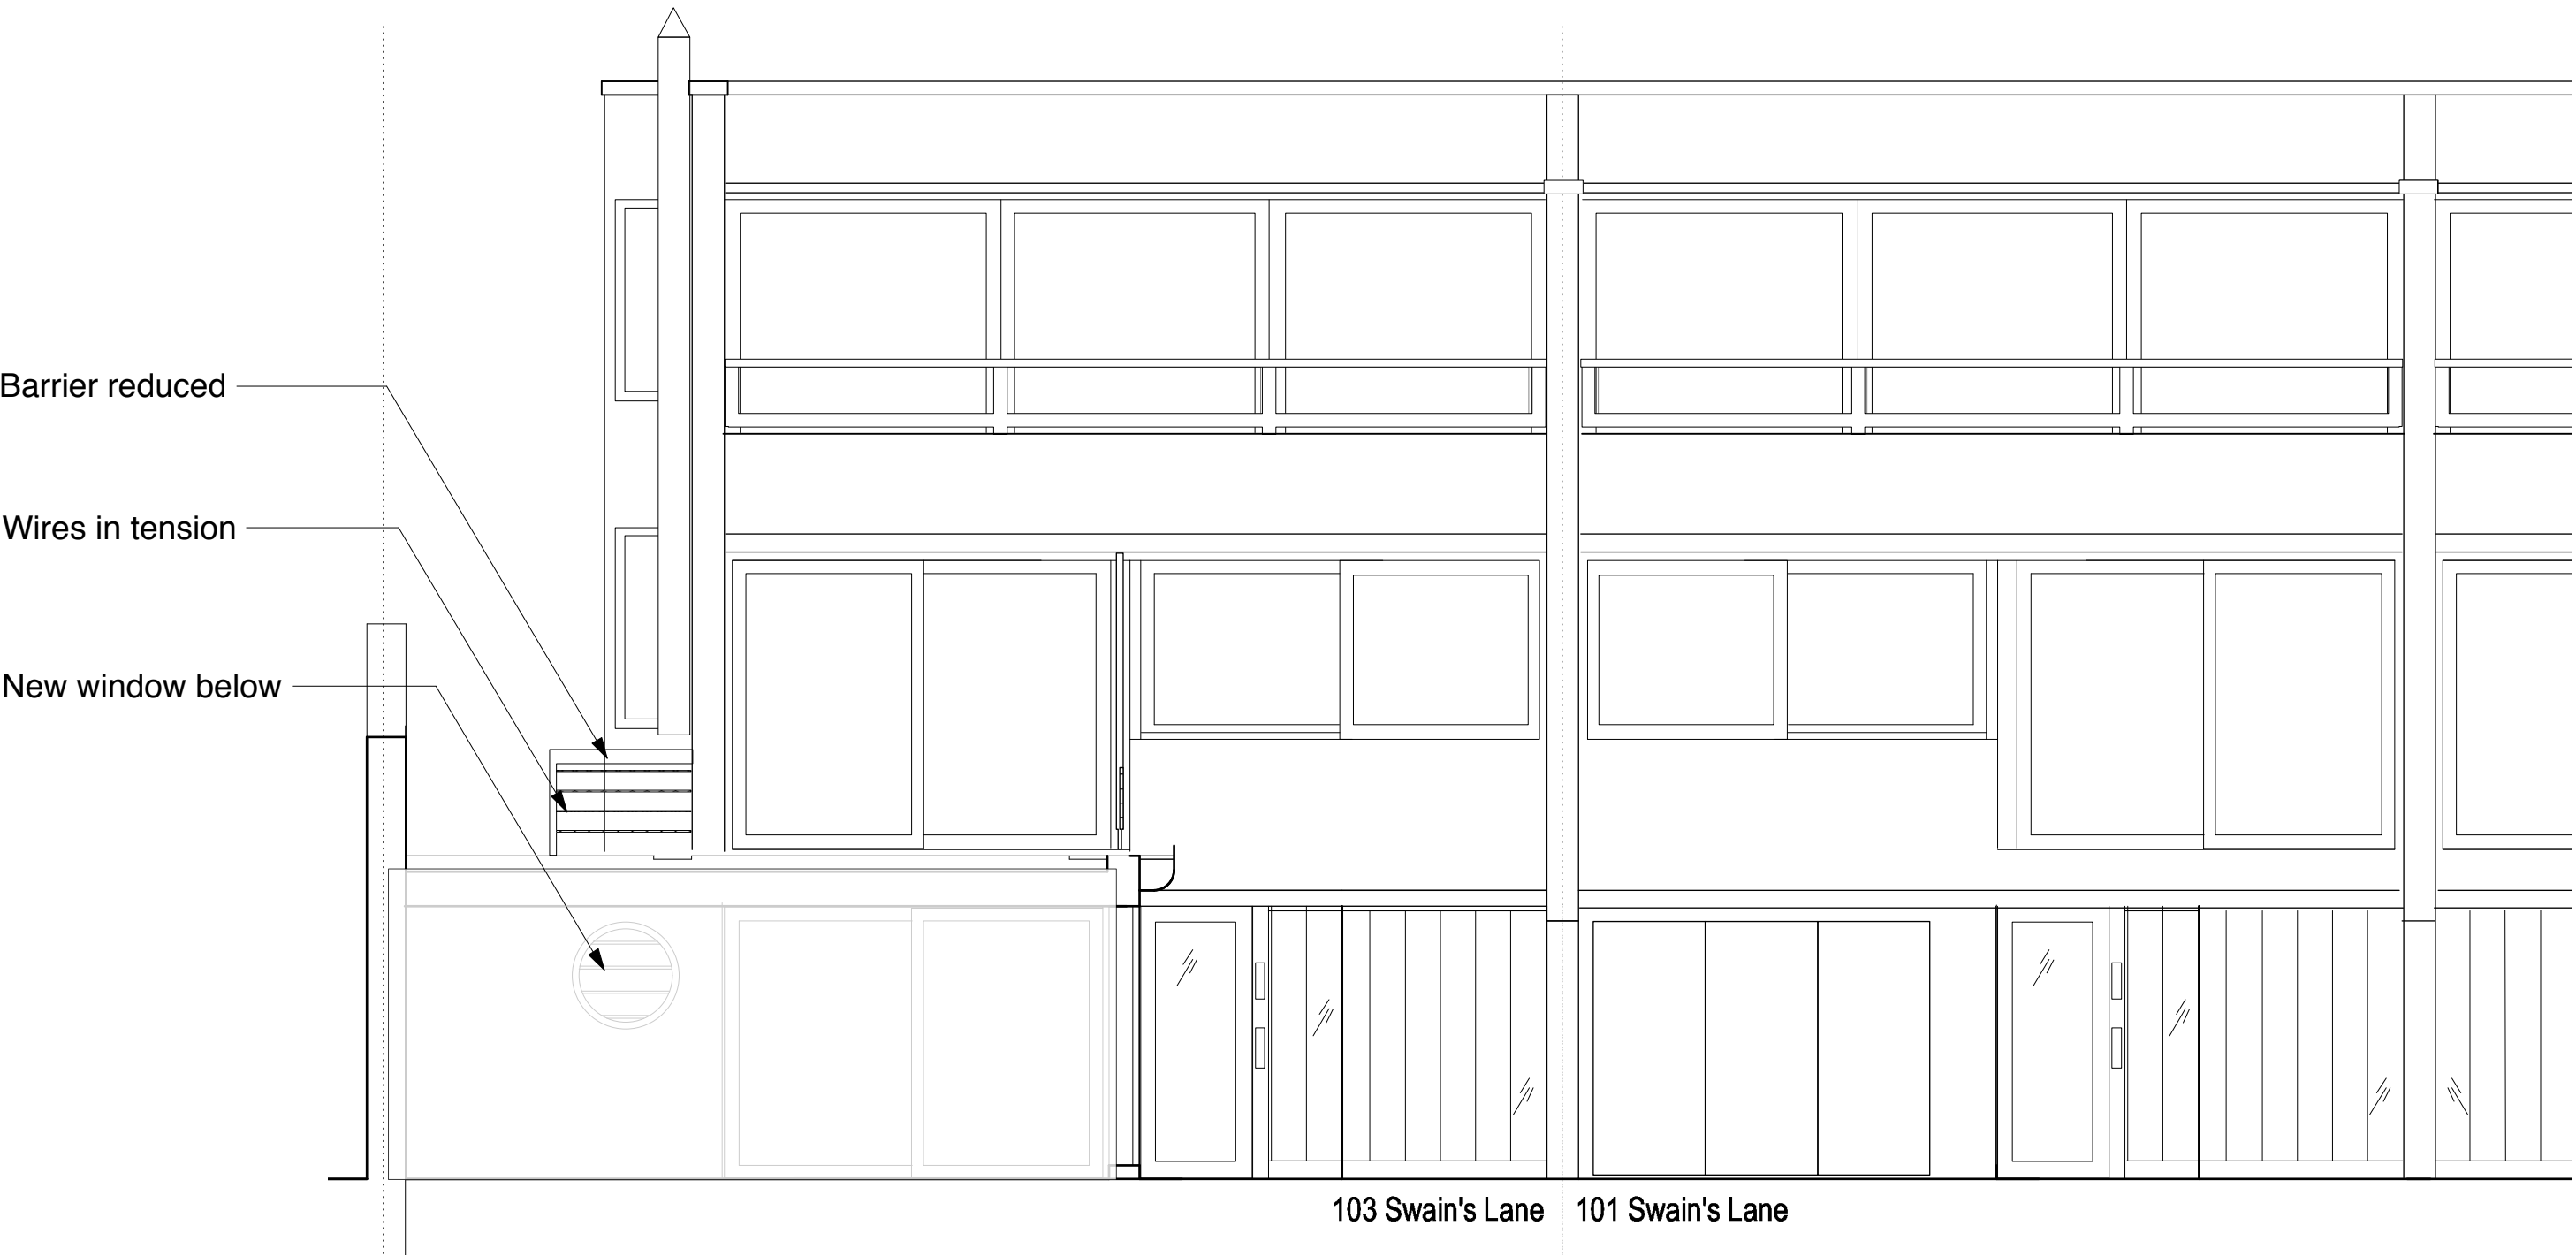 Barrier reduced
Wires in tension
New window below
103 Swain's Lane
101 Swain's Lane